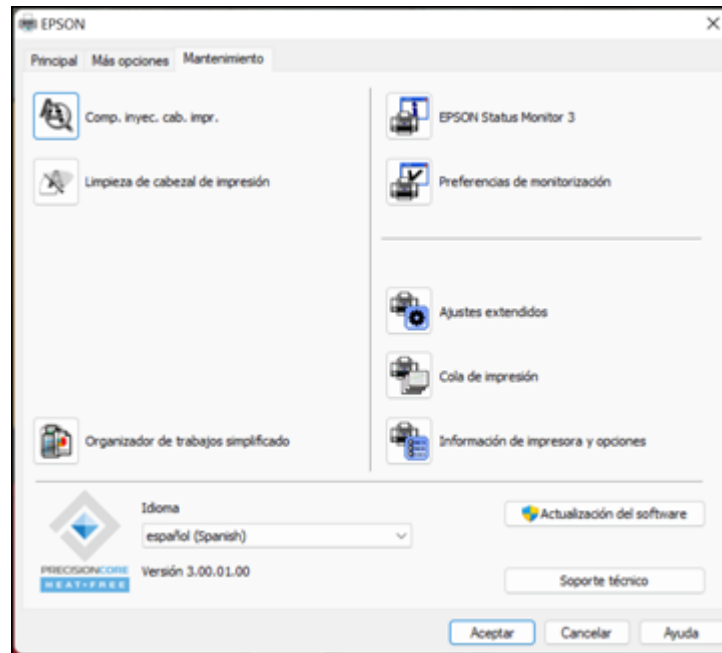 EPSON
Principal
Más opciones
Mantenimiento
Comp. inyec. cab. impr.
Limpieza de cabezal de impresión
Organizador de trabajos simplificado
EPSON Status Monitor 3
Preferencias de monitorización
Ajustes extendidos
Cola de impresión
Información de impresora y opciones
PRECISIONCORE
HEAT-FREE
Idioma
español (Spanish)
Versión 3.00.01.00
Actualización del software
Soporte técnico
Aceptar
Cancelar
Ayuda